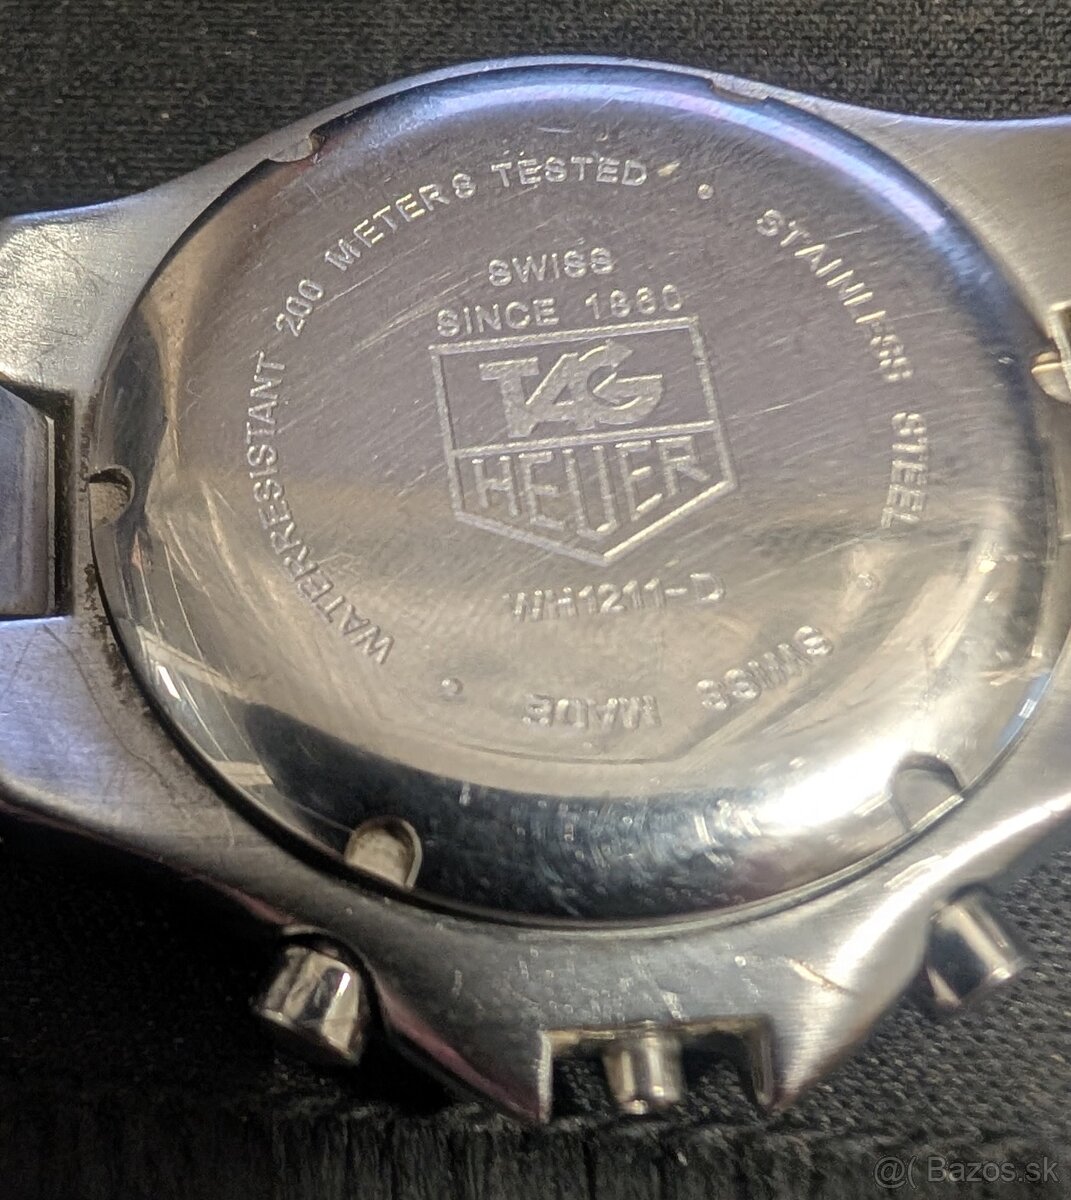 WATERRESISTANT 200 METERS TESTED
STAINLESS STEEL
SWISS
SINCE 1860
TAG
HEUER
WH1211-D
SWISS MADE
@( Bazos.sk